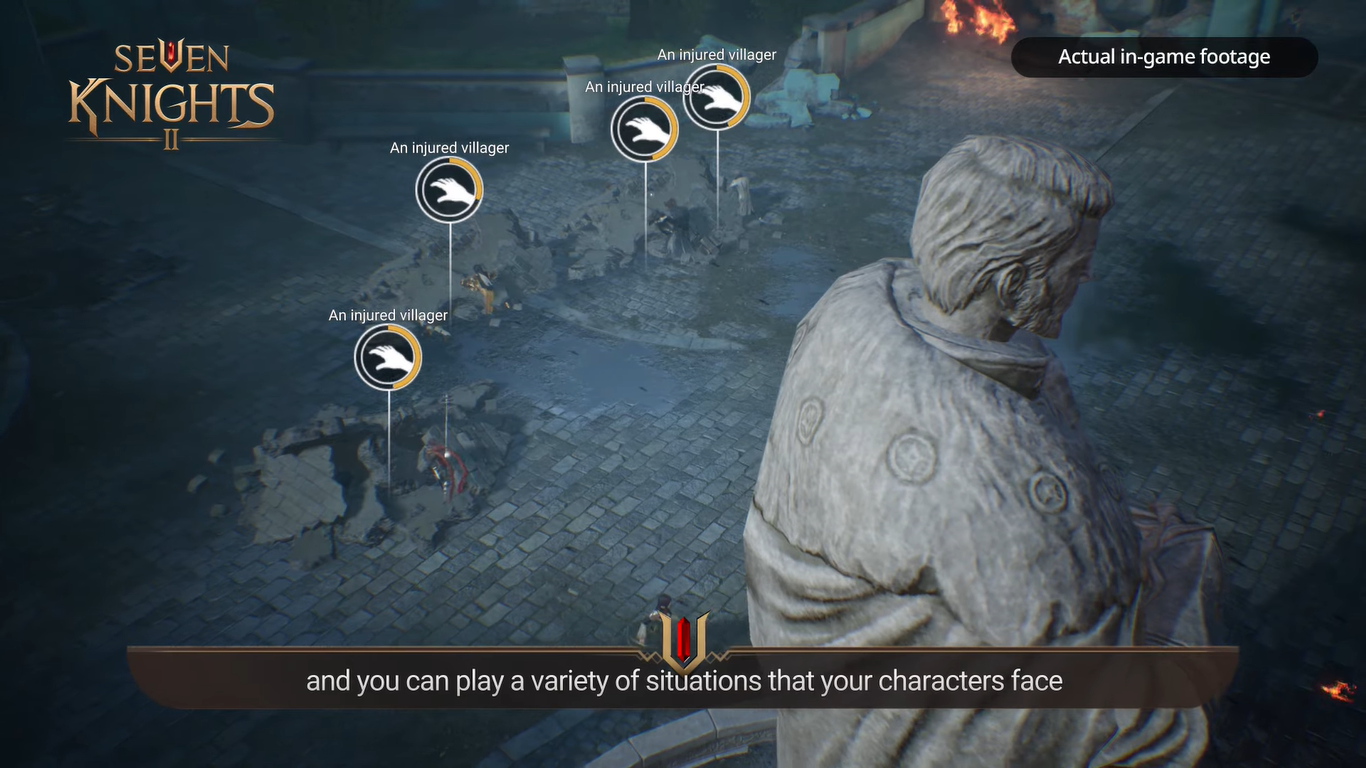 SEVEN
KNIGHTS
II
Actual in-game footage
An injured villager
An injured villager
An injured villager
An injured villager
and you can play a variety of situations that your characters face